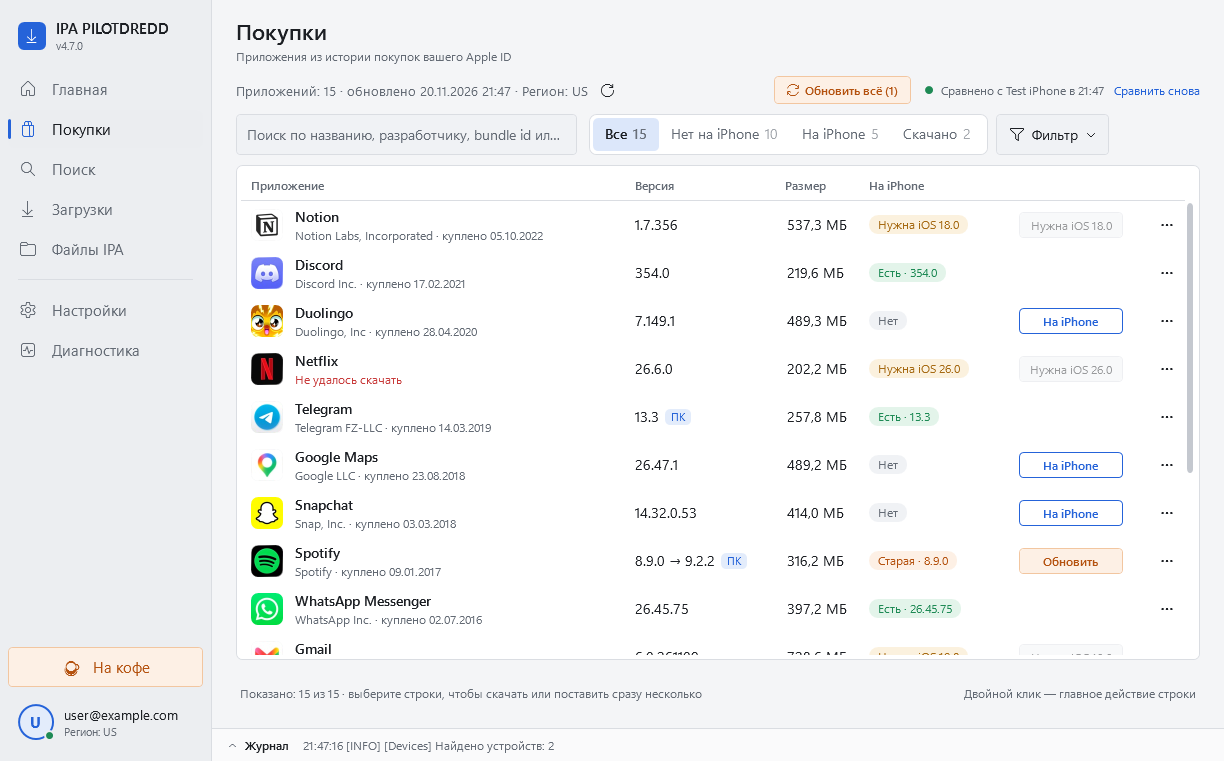 IPA PILOTDREDD
v4.7.0
Главная
Покупки
Поиск
Загрузки
Файлы IPA
Настройки
Диагностика
На кофе
U
user@example.com
Регион: US
Покупки
Приложения из истории покупок вашего Apple ID
Приложений: 15 · обновлено 20.11.2026 21:47 · Регион: US
Обновить всё (1)
Сравнено с Test iPhone в 21:47
Сравнить снова
Поиск по названию, разработчику, bundle id ил...
Все 15
Нет на iPhone 10
На iPhone 5
Скачано 2
Фильтр
Приложение Версия Размер На iPhone
Notion
Notion Labs, Incorporated · куплено 05.10.2022
1.7.356 537,3 МБ Нужна iOS 18.0 Нужна iOS 18.0 ...
Discord
Discord Inc. · куплено 17.02.2021
354.0 219,6 МБ Есть · 354.0 ...
Duolingo
Duolingo, Inc · куплено 28.04.2020
7.149.1 489,3 МБ Нет На iPhone ...
Netflix
Не удалось скачать
26.6.0 202,2 МБ Нужна iOS 26.0 Нужна iOS 26.0 ...
Telegram
Telegram FZ-LLC · куплено 14.03.2019
13.3 ПК 257,8 МБ Есть · 13.3 ...
Google Maps
Google LLC · куплено 23.08.2018
26.47.1 489,2 МБ Нет На iPhone ...
Snapchat
Snap, Inc. · куплено 03.03.2018
14.32.0.53 414,0 МБ Нет На iPhone ...
Spotify
Spotify · куплено 09.01.2017
8.9.0 → 9.2.2 ПК 316,2 МБ Старая · 8.9.0 Обновить ...
WhatsApp Messenger
WhatsApp Inc. · куплено 02.07.2016
26.45.75 397,2 МБ Есть · 26.45.75 ...
Gmail
Показано: 15 из 15 · выберите строки, чтобы скачать или поставить сразу несколько
Двойной клик — главное действие строки
Журнал 21:47:16 [INFO] [Devices] Найдено устройств: 2